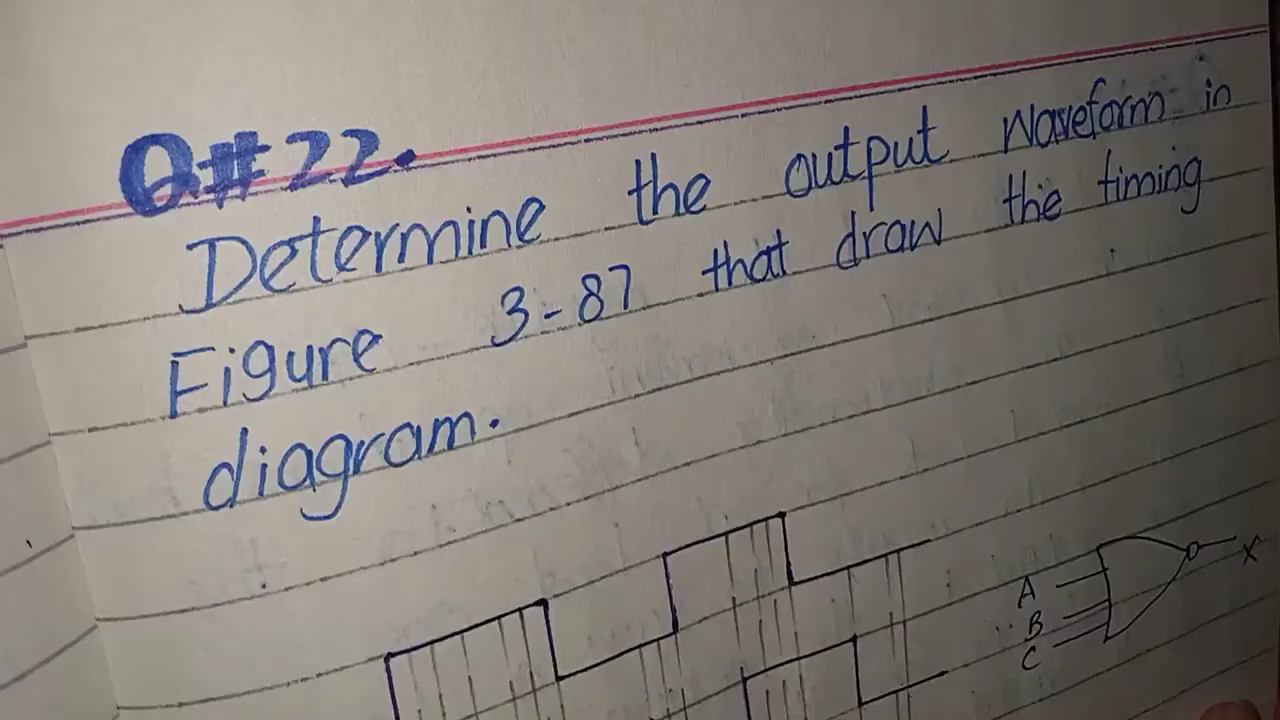 Q#22.
Determine the output Waveform in
Figure 3-87 that draw the timing
diagram.
A
B
C
X